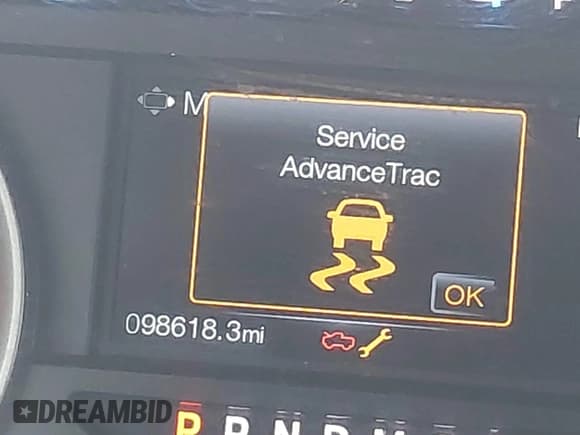 M
Service
AdvanceTrac
OK
098618.3mi
P R N D M
DREAMBID